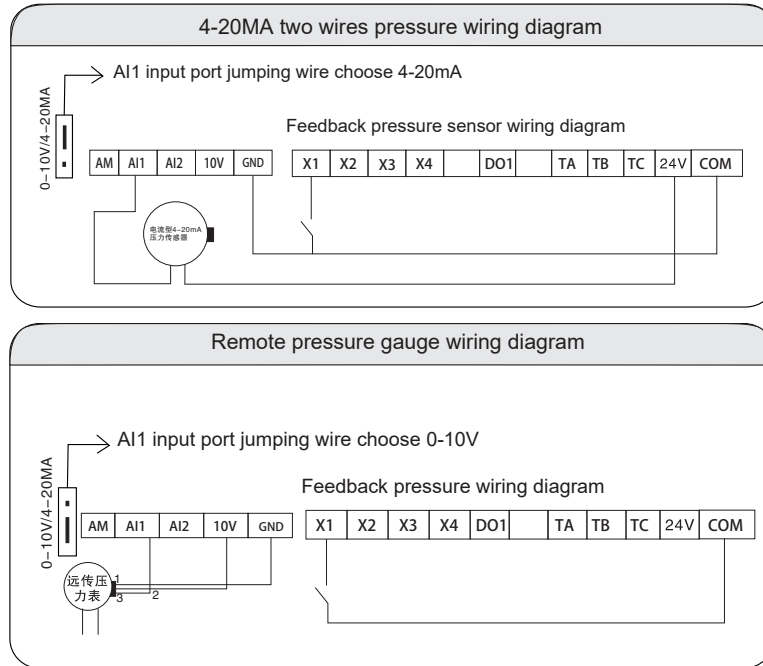 4-20MA two wires pressure wiring diagram
AI1 input port jumping wire choose 4-20mA
0-10V/4-20MA
Feedback pressure sensor wiring diagram
AM AI1 AI2 10V GND X1 X2 X3 X4 DO1 TA TB TC 24V COM
电流型4-20mA
压力传感器
Remote pressure gauge wiring diagram
AI1 input port jumping wire choose 0-10V
0-10V/4-20MA
Feedback pressure wiring diagram
AM AI1 AI2 10V GND X1 X2 X3 X4 DO1 TA TB TC 24V COM
远传压
力表
1
3 2